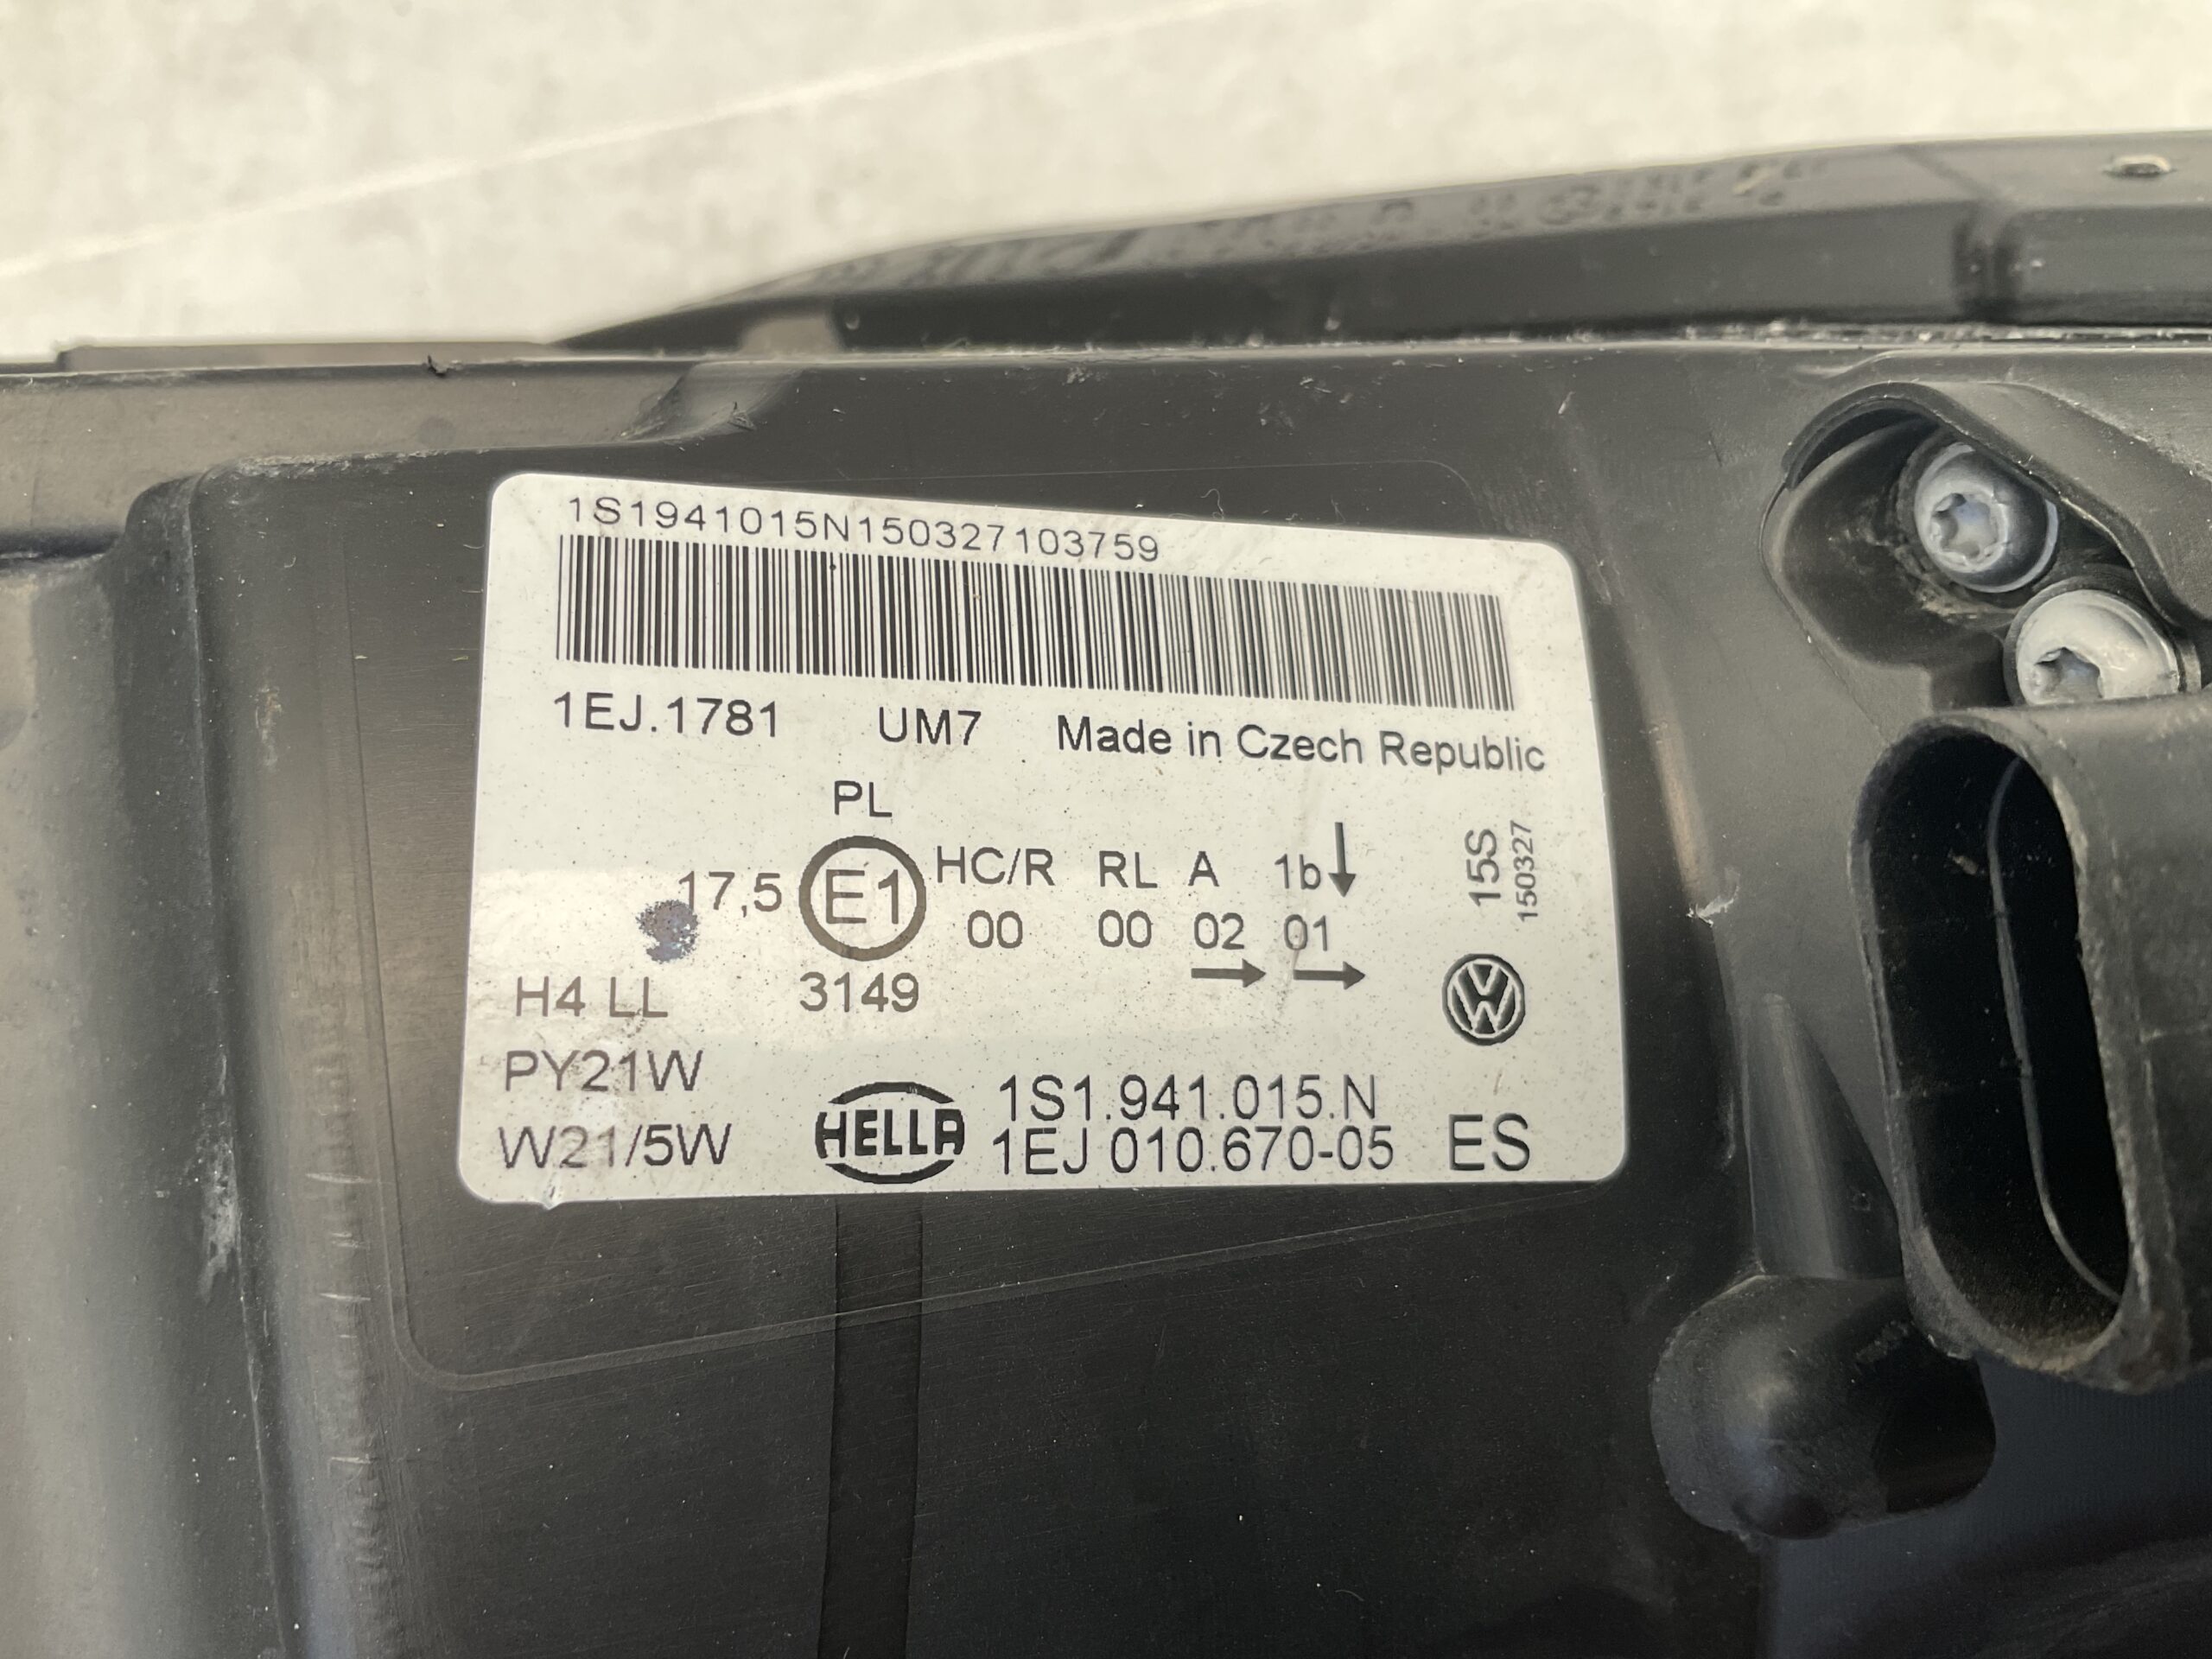 1S1941015N150327103759
1EJ.1781 UM7 Made in Czech Republic
PL
17,5 E1 HC/R RL A 1b↓
00 00 02 01
→ →
3149
15S
150327
H4 LL
PY21W
W21/5W
HELLA
1S1.941.015.N
1EJ 010.670-05
ES